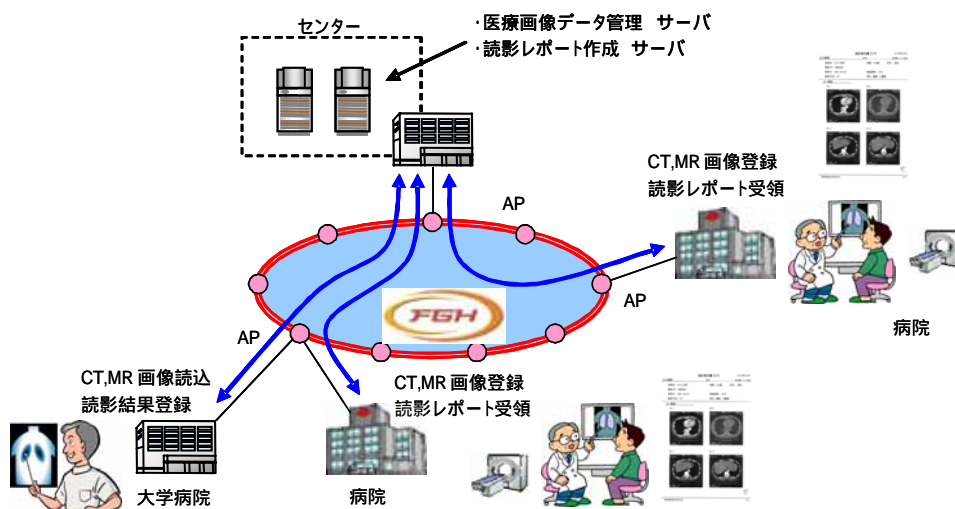 センター
・医療画像データ管理 サーバ
・読影レポート作成 サーバ
CT,MR 画像登録
読影レポート受領
AP
AP
病院
FGH
AP
CT,MR 画像読込
読影結果登録
大学病院
CT,MR 画像登録
読影レポート受領
病院